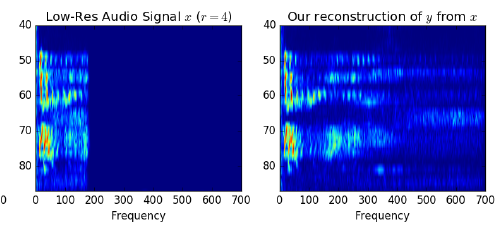 Low-Res Audio Signal x (r = 4)
Our reconstruction of y from x
40
50
60
70
80
0
0 100 200 300 400 500 600 700
Frequency
40
50
60
70
80
0 100 200 300 400 500 600 700
Frequency